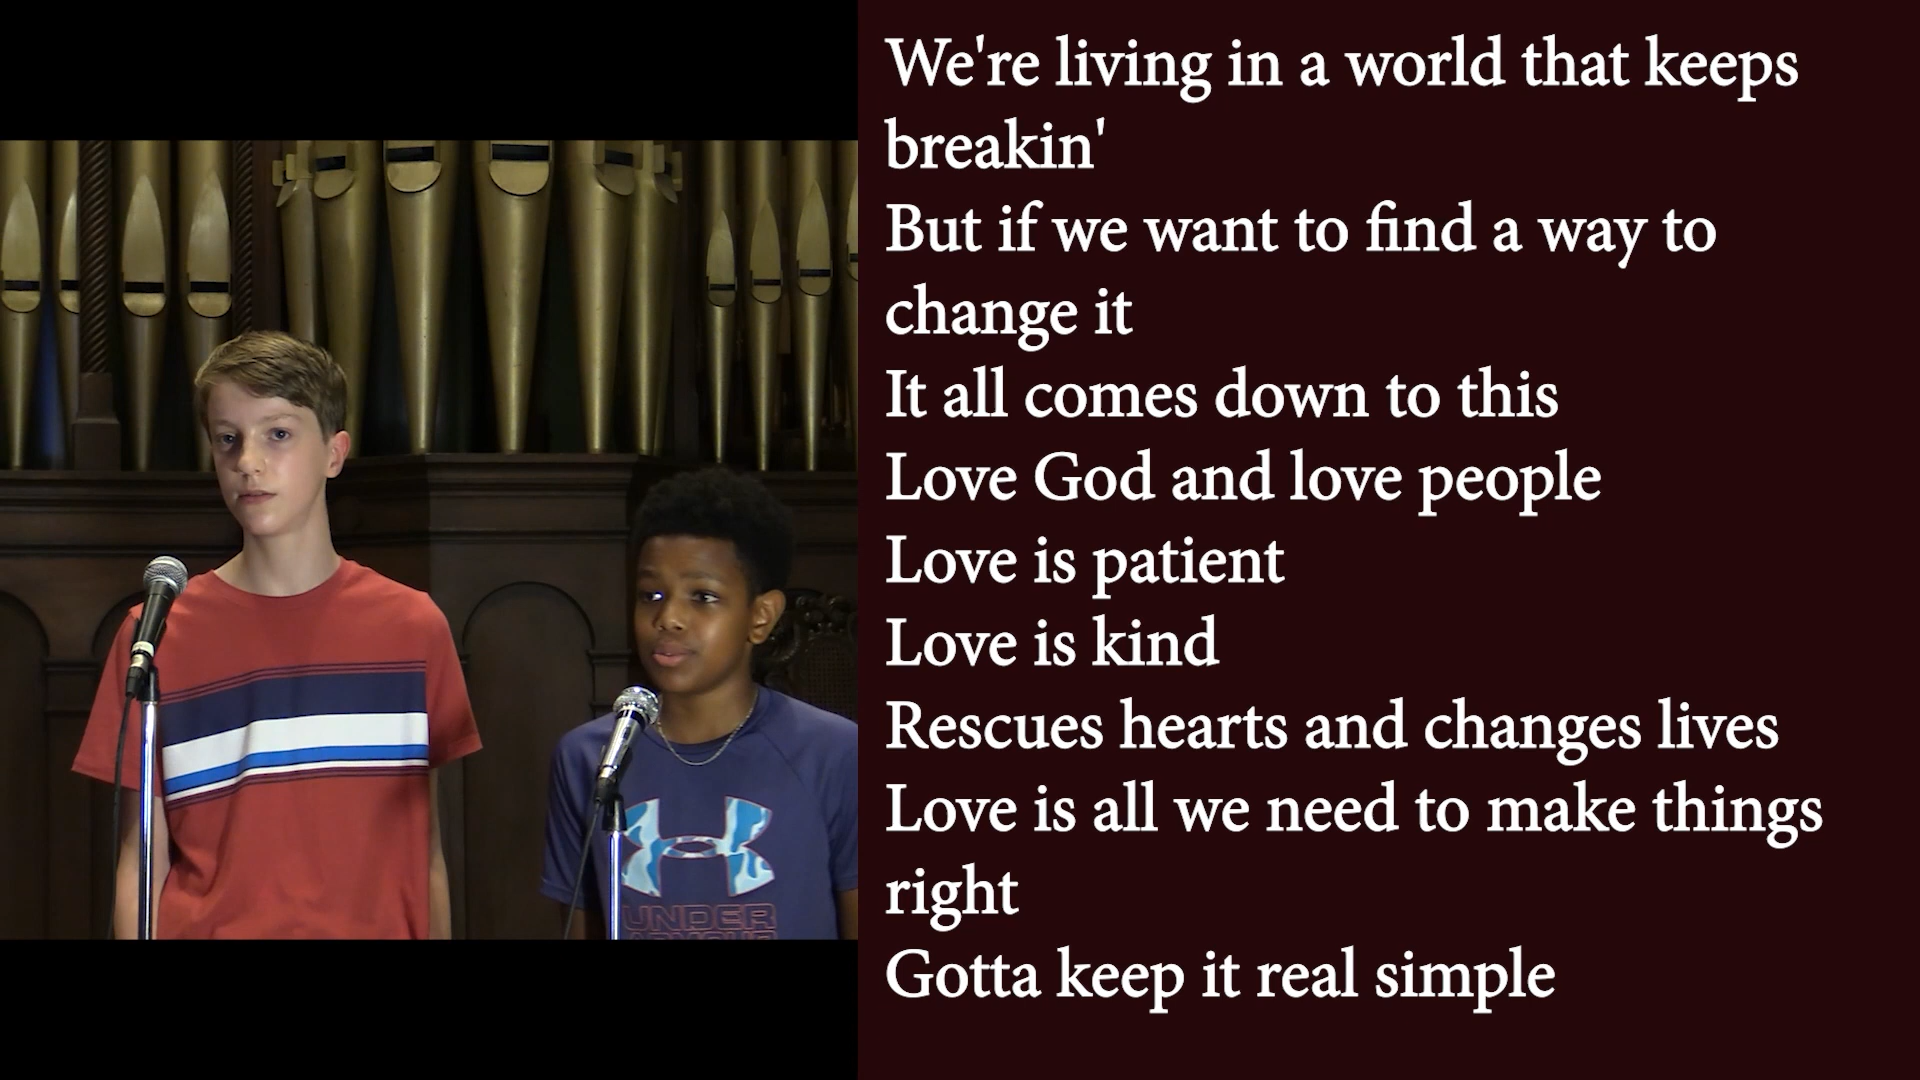 We're living in a world that keeps
breakin'
But if we want to find a way to
change it
It all comes down to this
Love God and love people
Love is patient
Love is kind
Rescues hearts and changes lives
Love is all we need to make things
right
Gotta keep it real simple
UNDER
ARMOUR